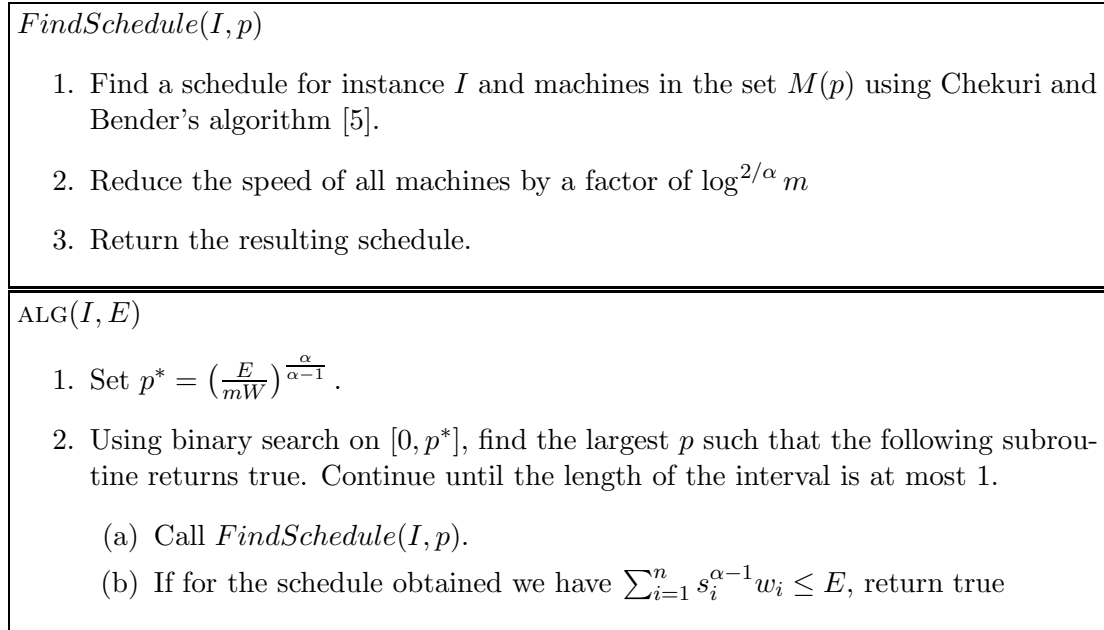 FindSchedule(I, p)
1. Find a schedule for instance I and machines in the set M(p) using Chekuri and
Bender's algorithm [5].
2. Reduce the speed of all machines by a factor of log^{2/α} m
3. Return the resulting schedule.
ALG(I, E)
1. Set p* = (E/mW)^{α/(α−1)} .
2. Using binary search on [0, p*], find the largest p such that the following subrou-
tine returns true. Continue until the length of the interval is at most 1.
(a) Call FindSchedule(I, p).
(b) If for the schedule obtained we have ∑_{i=1}^{n} s_i^{α−1} w_i ≤ E, return true